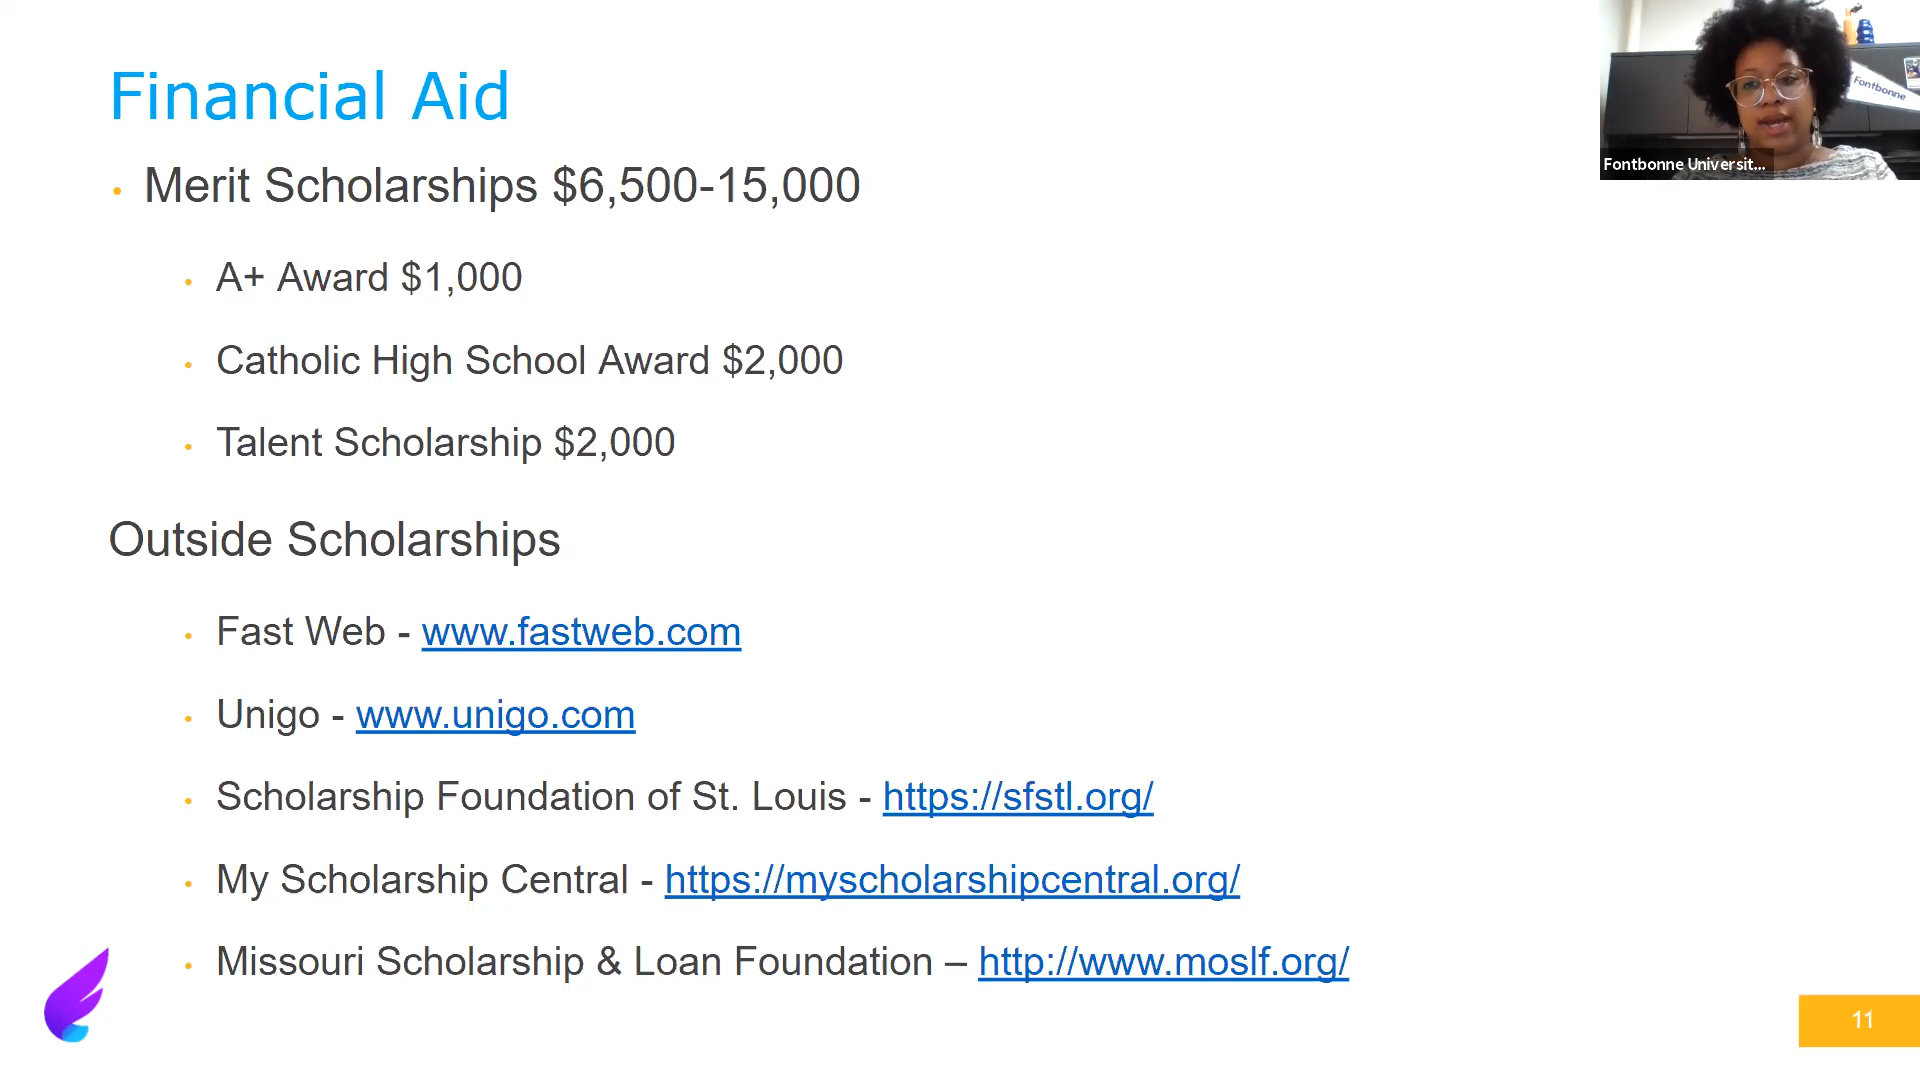 Financial Aid
Merit Scholarships $6,500-15,000
A+ Award $1,000
Catholic High School Award $2,000
Talent Scholarship $2,000
Outside Scholarships
Fast Web - www.fastweb.com
Unigo - www.unigo.com
Scholarship Foundation of St. Louis - https://sfstl.org/
My Scholarship Central - https://myscholarshipcentral.org/
Missouri Scholarship & Loan Foundation – http://www.moslf.org/
11
Fontbonne
Fontbonne Universit...